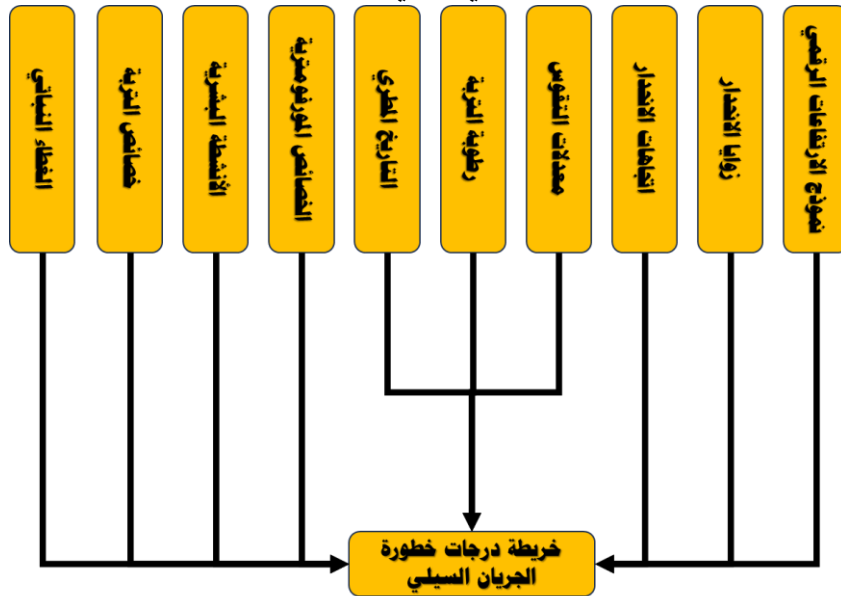 نموذج الارتفاعات الرقمي
زوايا الانحدار
اتجاهات الانحدار
معدلات التقوس
رطوبة التربة
التاريخ المطري
الخصائص المورفومترية
الأنشطة البشرية
خصائص التربة
الغطاء النباتي
خريطة درجات خطورة
الجريان السيلي